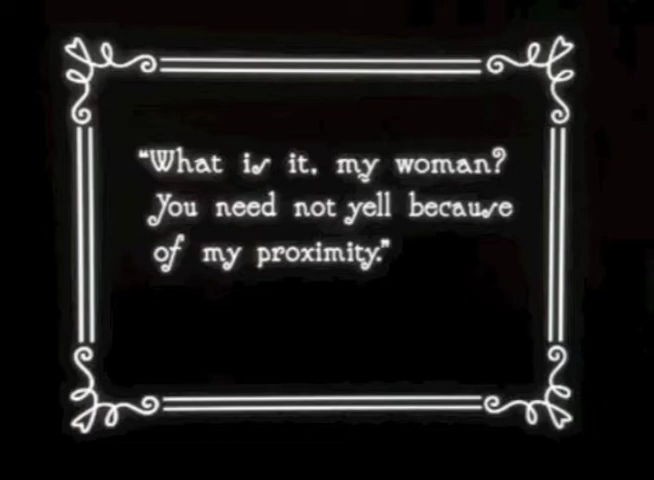 "What is it, my woman?
You need not yell because
of my proximity."